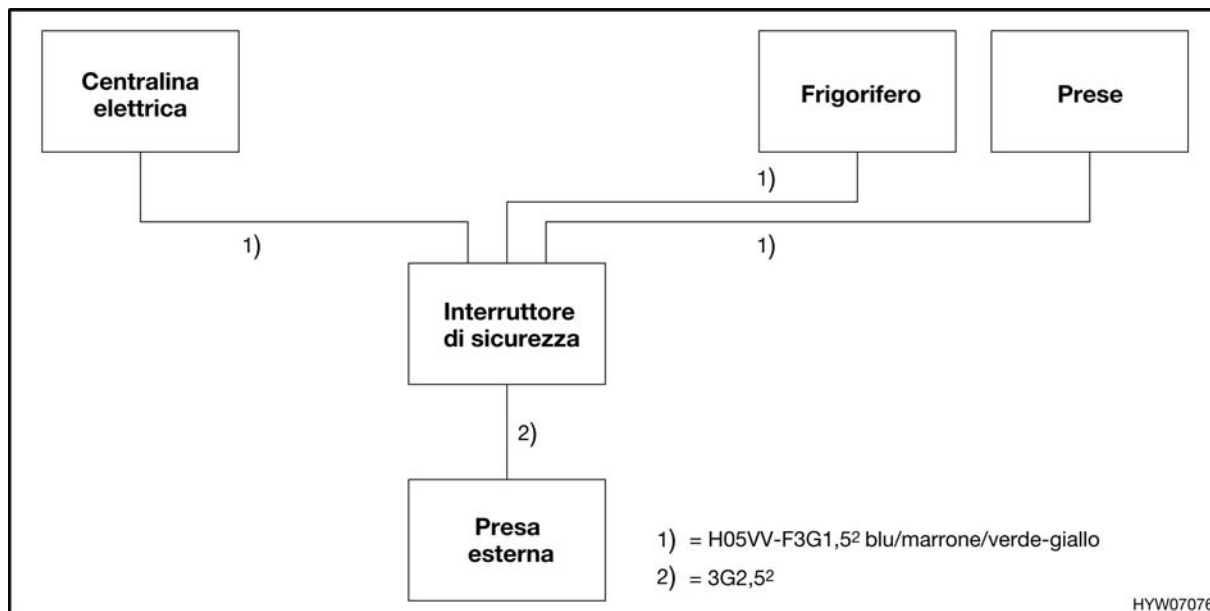 Centralina
elettrica
Frigorifero
Prese
1)
1)
1)
Interruttore
di sicurezza
2)
Presa
esterna
1) = H05VV-F3G1,5² blu/marrone/verde-giallo
2) = 3G2,5²
HYW07076